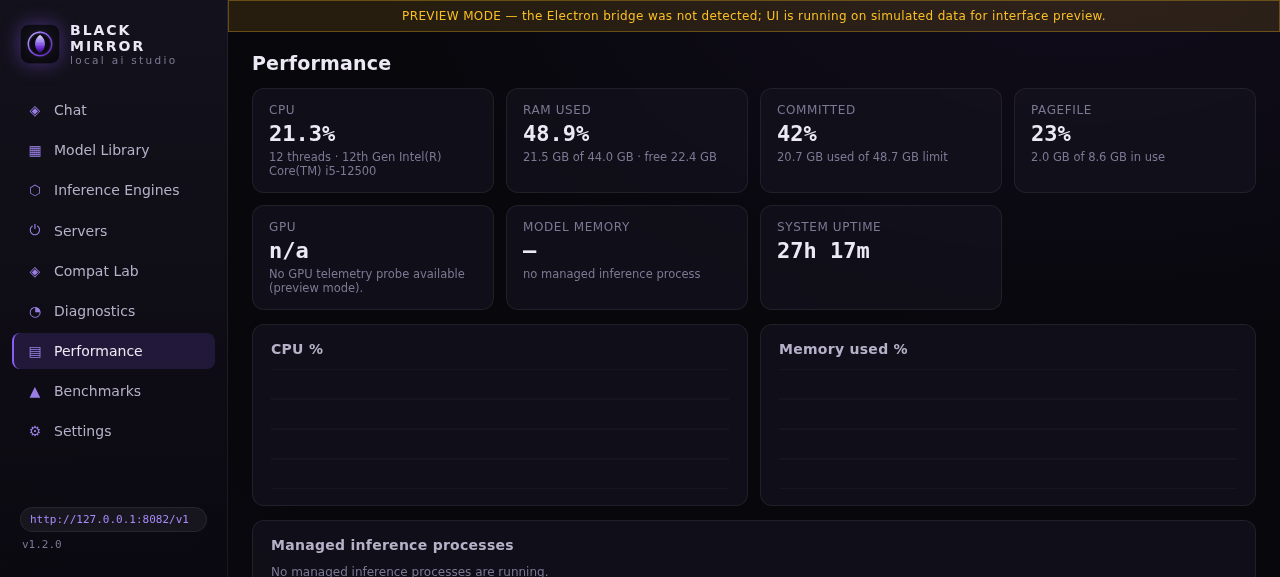 BLACK
MIRROR
local ai studio
Chat
Model Library
Inference Engines
Servers
Compat Lab
Diagnostics
Performance
Benchmarks
Settings
http://127.0.0.1:8082/v1
v1.2.0
PREVIEW MODE — the Electron bridge was not detected; UI is running on simulated data for interface preview.
Performance
CPU
21.3%
12 threads · 12th Gen Intel(R)
Core(TM) i5-12500
RAM USED
48.9%
21.5 GB of 44.0 GB · free 22.4 GB
COMMITTED
42%
20.7 GB used of 48.7 GB limit
PAGEFILE
23%
2.0 GB of 8.6 GB in use
GPU
n/a
No GPU telemetry probe available
(preview mode).
MODEL MEMORY
—
no managed inference process
SYSTEM UPTIME
27h 17m
CPU %
Memory used %
Managed inference processes
No managed inference processes are running.